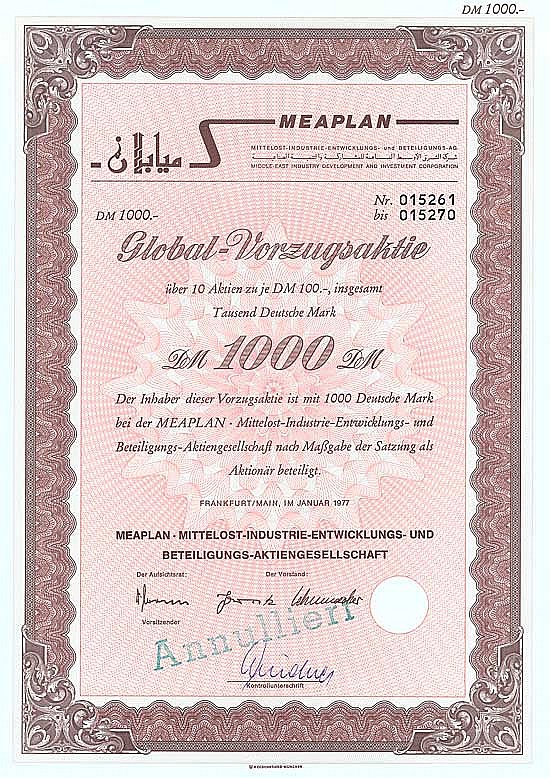 DM 1000.-
MEAPLAN
ميابلان
MITTELOST-INDUSTRIE-ENTWICKLUNGS- und BETEILIGUNGS-AG
MIDDLE-EAST INDUSTRY DEVELOPMENT AND INVESTMENT CORPORATION
Nr. 015261
DM 1000.- bis 015270
Global-Vorzugsaktie
über 10 Aktien zu je DM 100.-, insgesamt
Tausend Deutsche Mark
DM 1000 DM
Der Inhaber dieser Vorzugsaktie ist mit 1000 Deutsche Mark
bei der MEAPLAN · Mittelost-Industrie-Entwicklungs- und
Beteiligungs-Aktiengesellschaft nach Maßgabe der Satzung als
Aktionär beteiligt.
FRANKFURT/MAIN, IM JANUAR 1977
MEAPLAN · MITTELOST-INDUSTRIE-ENTWICKLUNGS- UND
BETEILIGUNGS-AKTIENGESELLSCHAFT
Der Aufsichtsrat: Der Vorstand:
Vorsitzender
Annulliert
Kontrollunterschrift